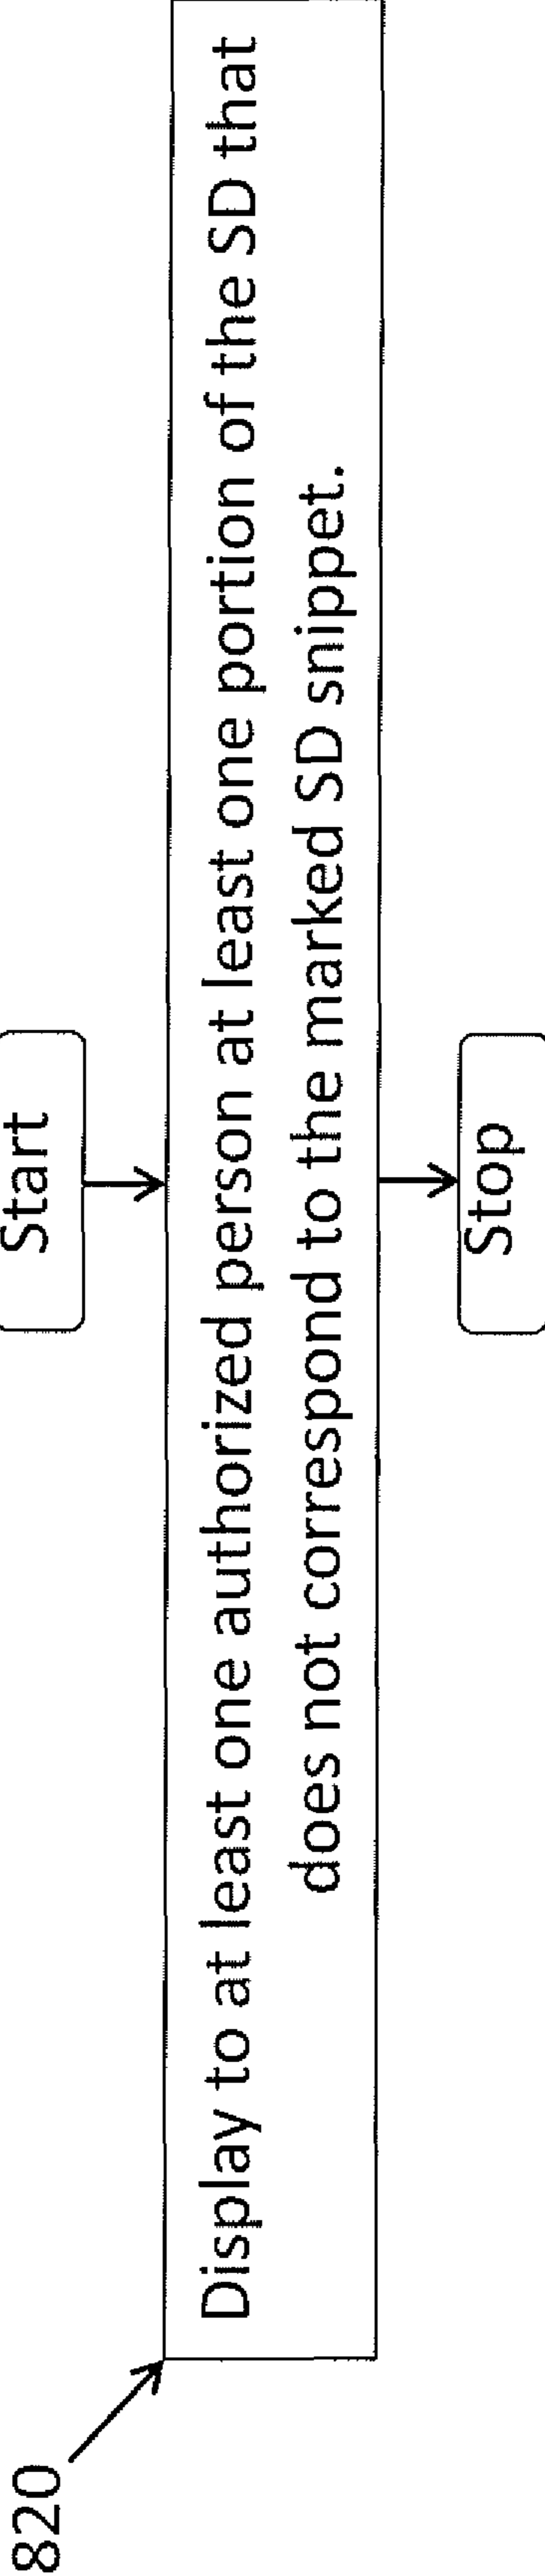 Start
820
Display to at least one authorized person at least one portion of the SD that
does not correspond to the marked SD snippet.
Stop